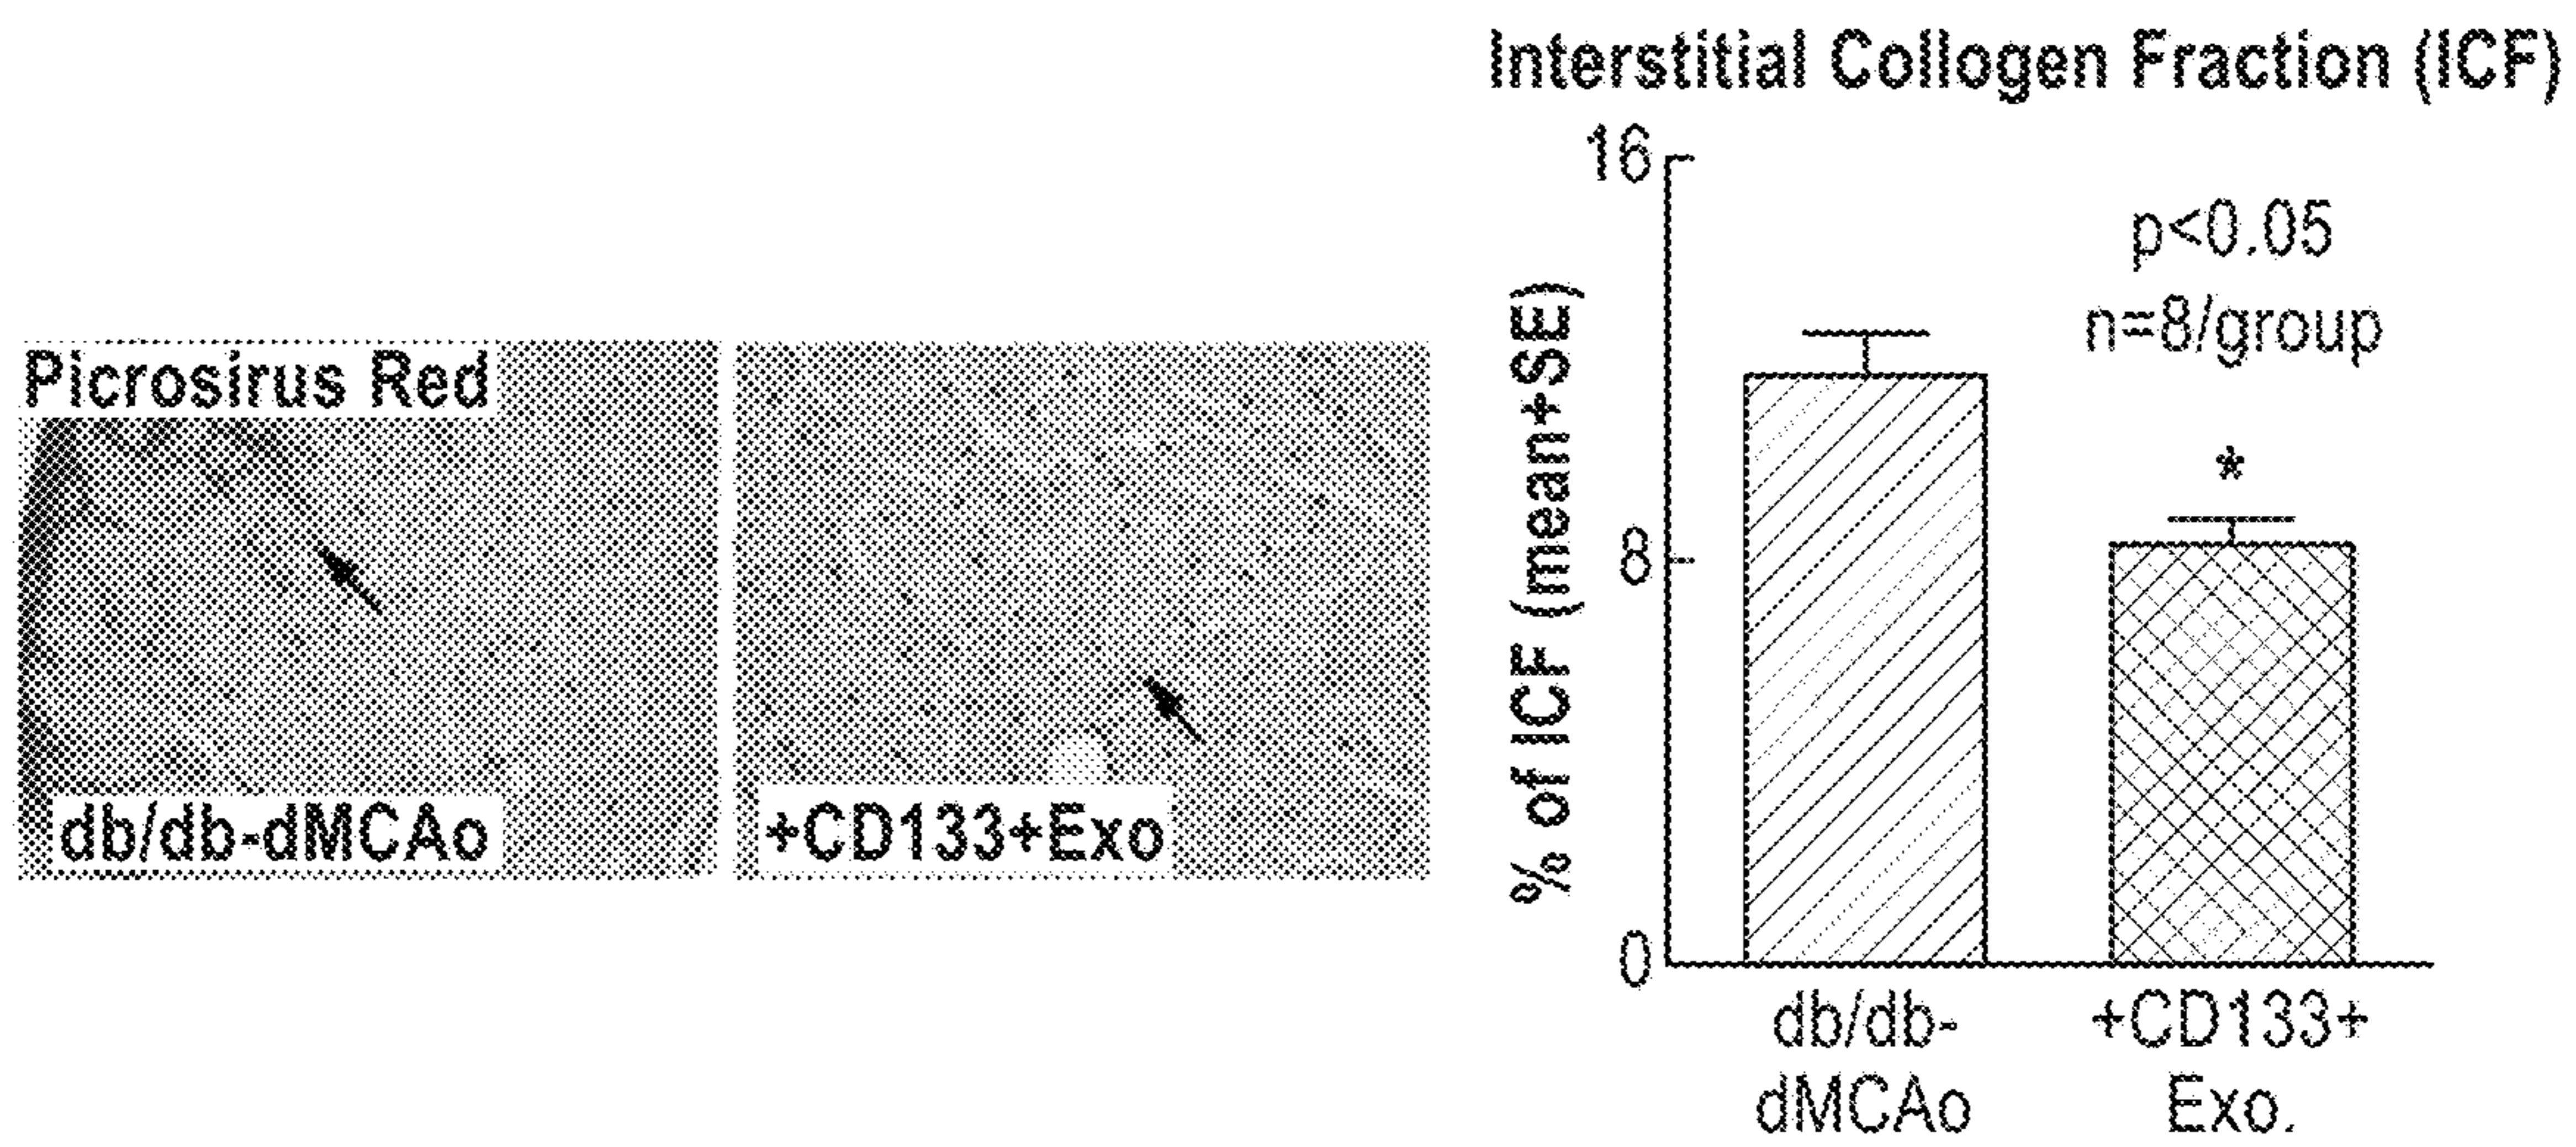 Picrosirus Red
db/db-dMCAo
+CD133+Exo
Interstitial Collogen Fraction (ICF)
% of ICF (mean+SE)
16
8
0
p<0.05
n=8/group
*
db/db-
dMCAo
+CD133+
Exo.